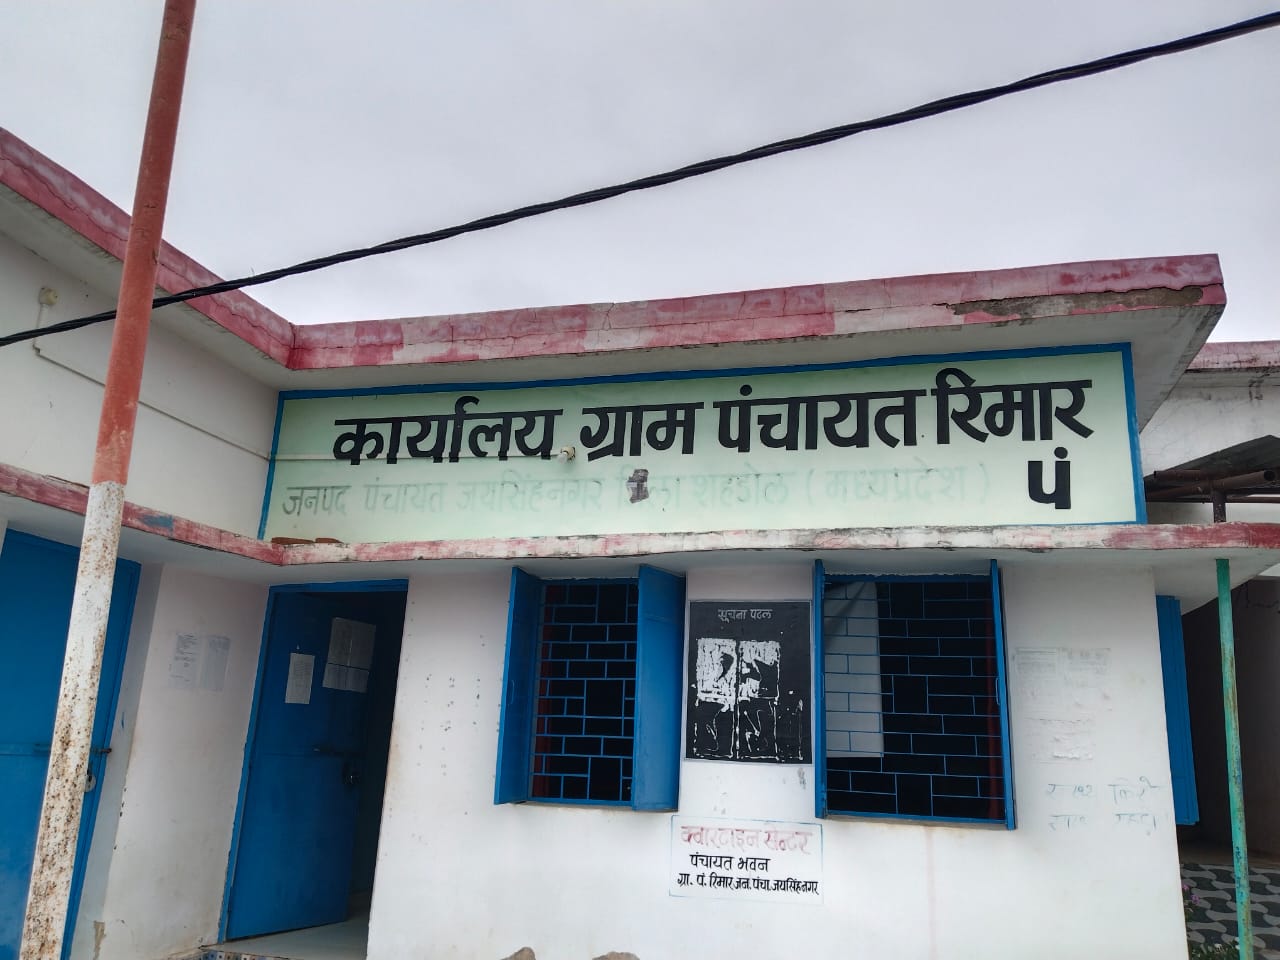 कार्यालय ग्राम पंचायत रिमार
पं
जनपद पंचायत जयसिंहनगर जिला शहडोल ( मध्यप्रदेश )
सूचना पटल
क्वारटाइन सेन्टर
पंचायत भवन
ग्रा. पं. रिमार जन. पंचा. जयसिंहनगर